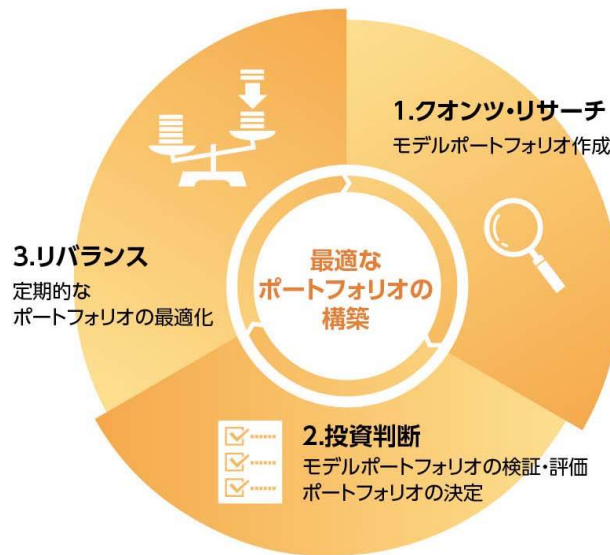 1.クオンツ・リサーチ
モデルポートフォリオ作成
2.投資判断
モデルポートフォリオの検証・評価
ポートフォリオの決定
3.リバランス
定期的な
ポートフォリオの最適化
最適な
ポートフォリオの
構築